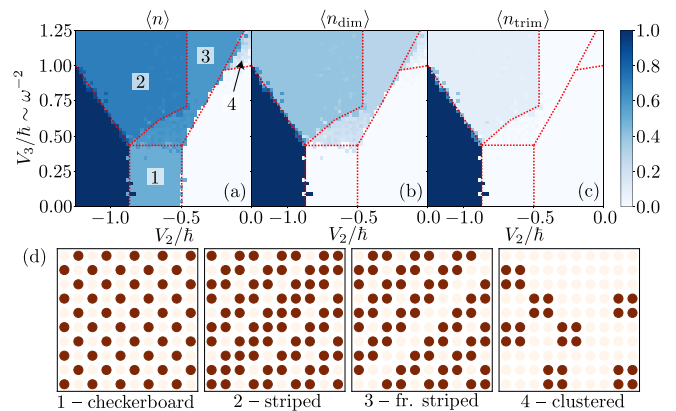 ⟨n⟩ ⟨n_dim⟩ ⟨n_trim⟩
1.25
1.00
0.75
0.50
0.25
0.00
V₃/ħ ~ ω⁻²
2 3 4 1
(a) (b) (c)
−1.0 −0.5 0.0 −1.0 −0.5 0.0 −1.0 −0.5 0.0
V₂/ħ V₂/ħ V₂/ħ
1.0
0.8
0.6
0.4
0.2
0.0
(d)
1 – checkerboard 2 – striped 3 – fr. striped 4 – clustered